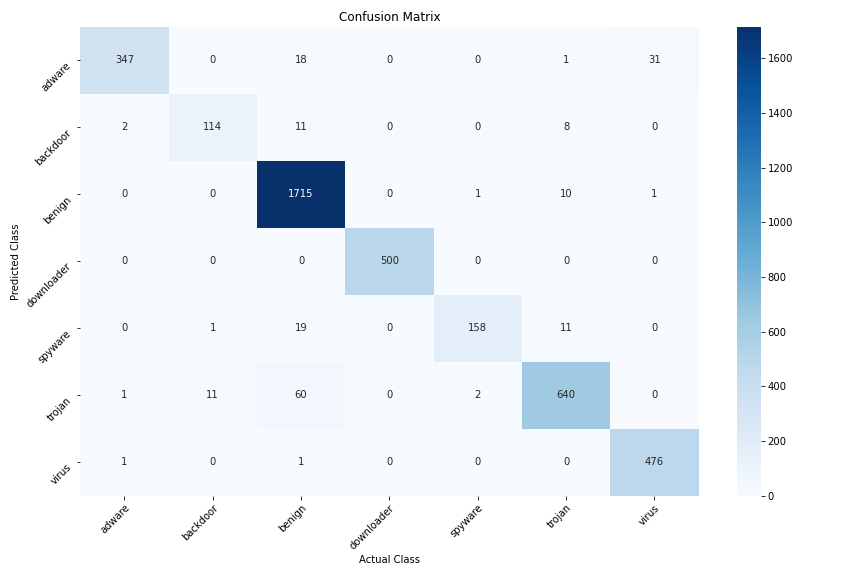 Confusion Matrix
Predicted Class
adware 347 0 18 0 0 1 31
backdoor 2 114 11 0 0 8 0
benign 0 0 1715 0 1 10 1
downloader 0 0 0 500 0 0 0
spyware 0 1 19 0 158 11 0
trojan 1 11 60 0 2 640 0
virus 1 0 1 0 0 0 476
adware backdoor benign downloader spyware trojan virus
Actual Class
1600
1400
1200
1000
800
600
400
200
0